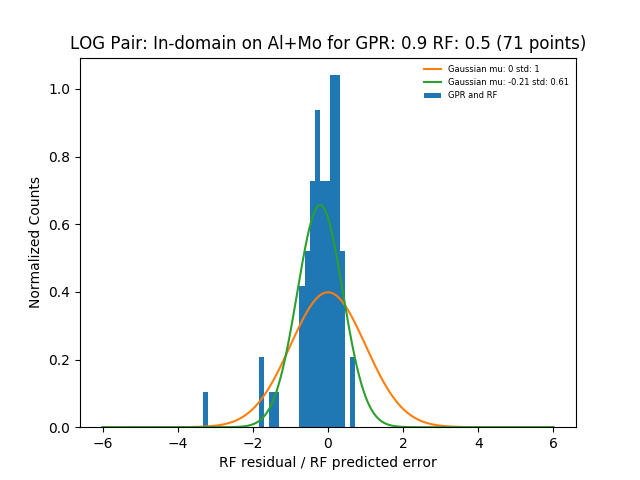 LOG Pair: In-domain on Al+Mo for GPR: 0.9 RF: 0.5 (71 points)
Gaussian mu: 0 std: 1
Gaussian mu: -0.21 std: 0.61
GPR and RF
1.0
0.8
0.6
0.4
0.2
0.0
Normalized Counts
−6 −4 −2 0 2 4 6
RF residual / RF predicted error